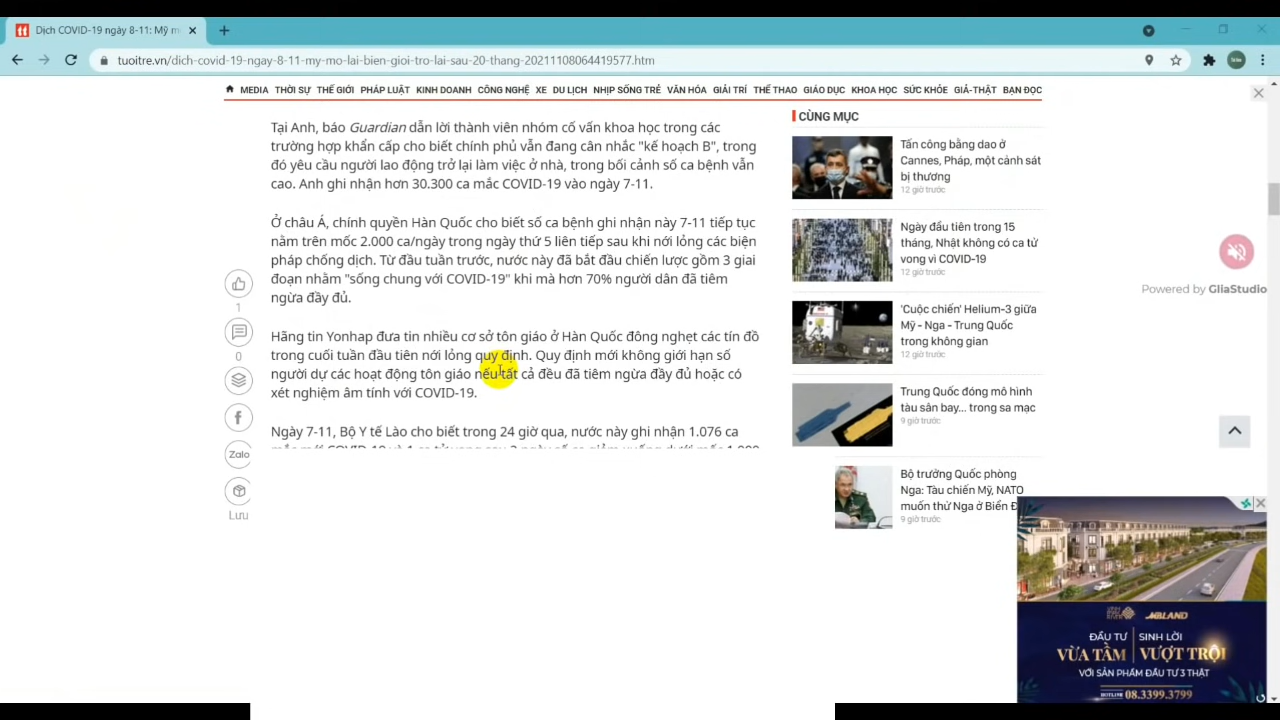 Dịch COVID-19 ngày 8-11: Mỹ m
tuoitre.vn/dich-covid-19-ngay-8-11-my-mo-lai-bien-gioi-tro-lai-sau-20-thang-20211108064419577.htm
MEDIA THỜI SỰ THẾ GIỚI PHÁP LUẬT KINH DOANH CÔNG NGHỆ XE DU LỊCH NHỊP SỐNG TRẺ VĂN HÓA GIẢI TRÍ THỂ THAO GIÁO DỤC KHOA HỌC SỨC KHỎE GIẢ-THẬT BẠN ĐỌC
Tại Anh, báo Guardian dẫn lời thành viên nhóm cố vấn khoa học trong các
trường hợp khẩn cấp cho biết chính phủ vẫn đang cân nhắc "kế hoạch B", trong
đó yêu cầu người lao động trở lại làm việc ở nhà, trong bối cảnh số ca bệnh vẫn
cao. Anh ghi nhận hơn 30.300 ca mắc COVID-19 vào ngày 7-11.
Ở châu Á, chính quyền Hàn Quốc cho biết số ca bệnh ghi nhận này 7-11 tiếp tục
nằm trên mốc 2.000 ca/ngày trong ngày thứ 5 liên tiếp sau khi nới lỏng các biện
pháp chống dịch. Từ đầu tuần trước, nước này đã bắt đầu chiến lược gồm 3 giai
đoạn nhằm "sống chung với COVID-19" khi mà hơn 70% người dân đã tiêm
ngừa đầy đủ.
Hãng tin Yonhap đưa tin nhiều cơ sở tôn giáo ở Hàn Quốc đông nghẹt các tín đồ
trong cuối tuần đầu tiên nới lỏng quy định. Quy định mới không giới hạn số
người dự các hoạt động tôn giáo nếu tất cả đều đã tiêm ngừa đầy đủ hoặc có
xét nghiệm âm tính với COVID-19.
Ngày 7-11, Bộ Y tế Lào cho biết trong 24 giờ qua, nước này ghi nhận 1.076 ca
1
0
Zalo
Lưu
CÙNG MỤC
Tấn công bằng dao ở
Cannes, Pháp, một cảnh sát
bị thương
12 giờ trước
Ngày đầu tiên trong 15
tháng, Nhật không có ca tử
vong vì COVID-19
12 giờ trước
'Cuộc chiến' Helium-3 giữa
Mỹ - Nga - Trung Quốc
trong không gian
12 giờ trước
Trung Quốc đóng mô hình
tàu sân bay... trong sa mạc
9 giờ trước
Bộ trưởng Quốc phòng
Nga: Tàu chiến Mỹ, NATO
muốn thử Nga ở Biển
9 giờ trước
Powered by GliaStudio
MBLAND
ĐẦU TƯ
VỪA TẦM
SINH LỜI
VƯỢT TRỘI
VỚI SẢN PHẨM ĐẦU TƯ 3 THẬT
HOTLINE 08.3399.3799